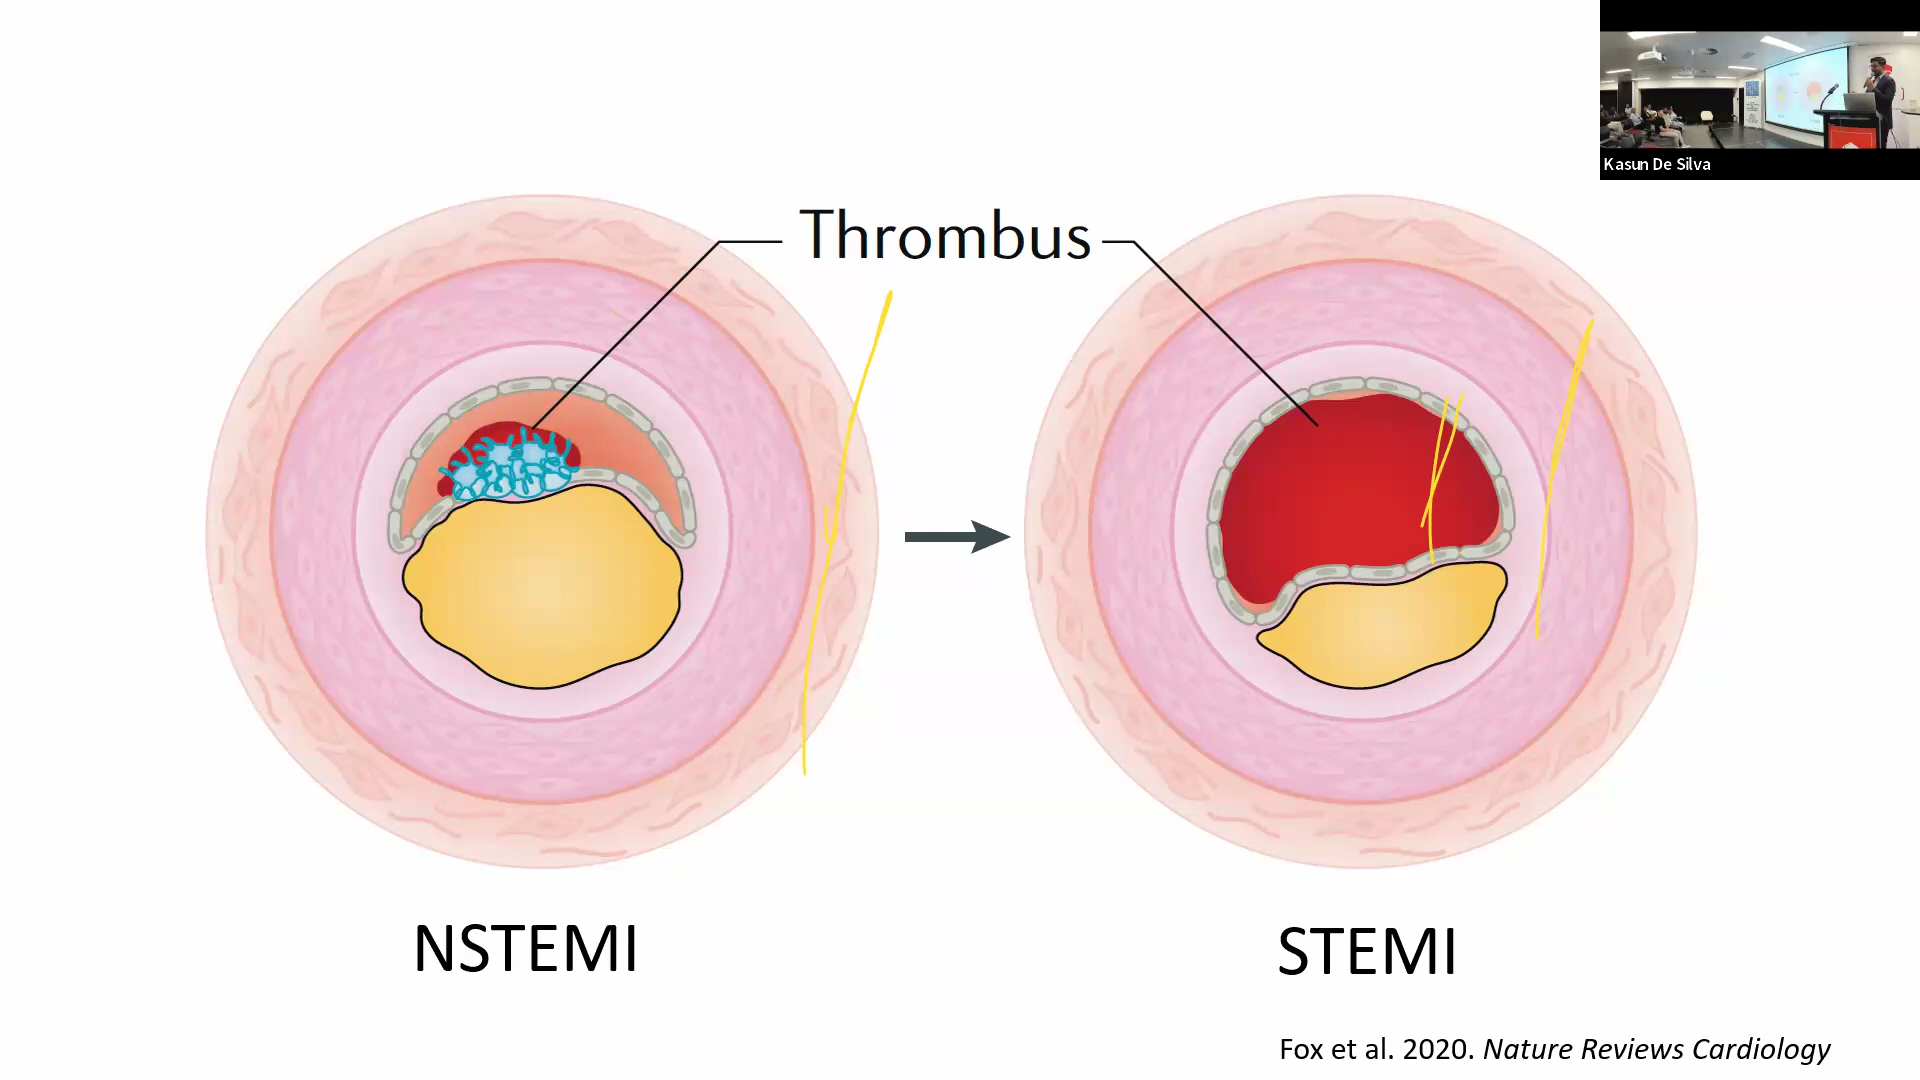 Kasun De Silva
Thrombus
NSTEMI
STEMI
Fox et al. 2020. Nature Reviews Cardiology